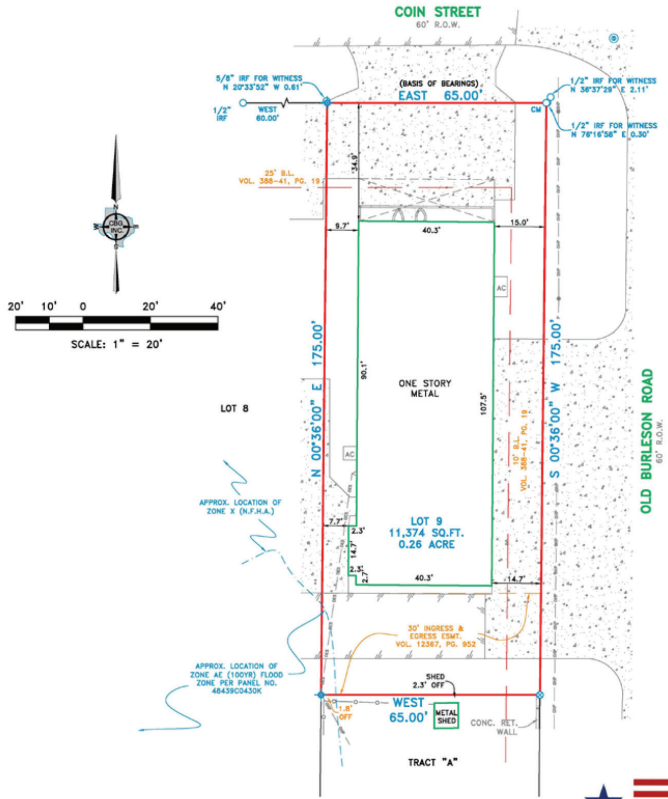 COIN STREET
60' R.O.W.
5/8" IRF FOR WITNESS
N 20°33'52" W 0.61'
(BASIS OF BEARINGS)
EAST 65.00'
1/2" IRF FOR WITNESS
N 36°37'29" E 2.11'
CM
1/2" IRF FOR WITNESS
N 76°16'58" E 0.30'
1/2"
IRF
WEST
60.00'
34.9'
25' B.L.
VOL. 388-41, PG. 19
N
W
E
S
CBG
INC.
9.7'
40.3'
15.0'
AC
20' 10' 0 20' 40'
SCALE: 1" = 20'
N 00°36'00" E 175.00'
90.1'
ONE STORY
METAL
107.5'
S 00°36'00" W 175.00'
10' B.L.
VOL. 388-41, PG. 19
OLD BURLESON ROAD
60' R.O.W.
LOT 8
AC
APPROX. LOCATION OF
ZONE X (N.F.H.A.)
7.7'
2.3'
14.7'
LOT 9
11,374 SQ.FT.
0.26 ACRE
2.3'
2.7'
40.3'
14.7'
30' INGRESS &
EGRESS ESMT.
VOL. 12367, PG. 952
APPROX. LOCATION OF
ZONE AE (100YR) FLOOD
ZONE PER PANEL NO.
48439C0430K
SHED
2.3' OFF
1.8'
OFF
WEST
65.00'
METAL
SHED
CONC. RET.
WALL
TRACT "A"